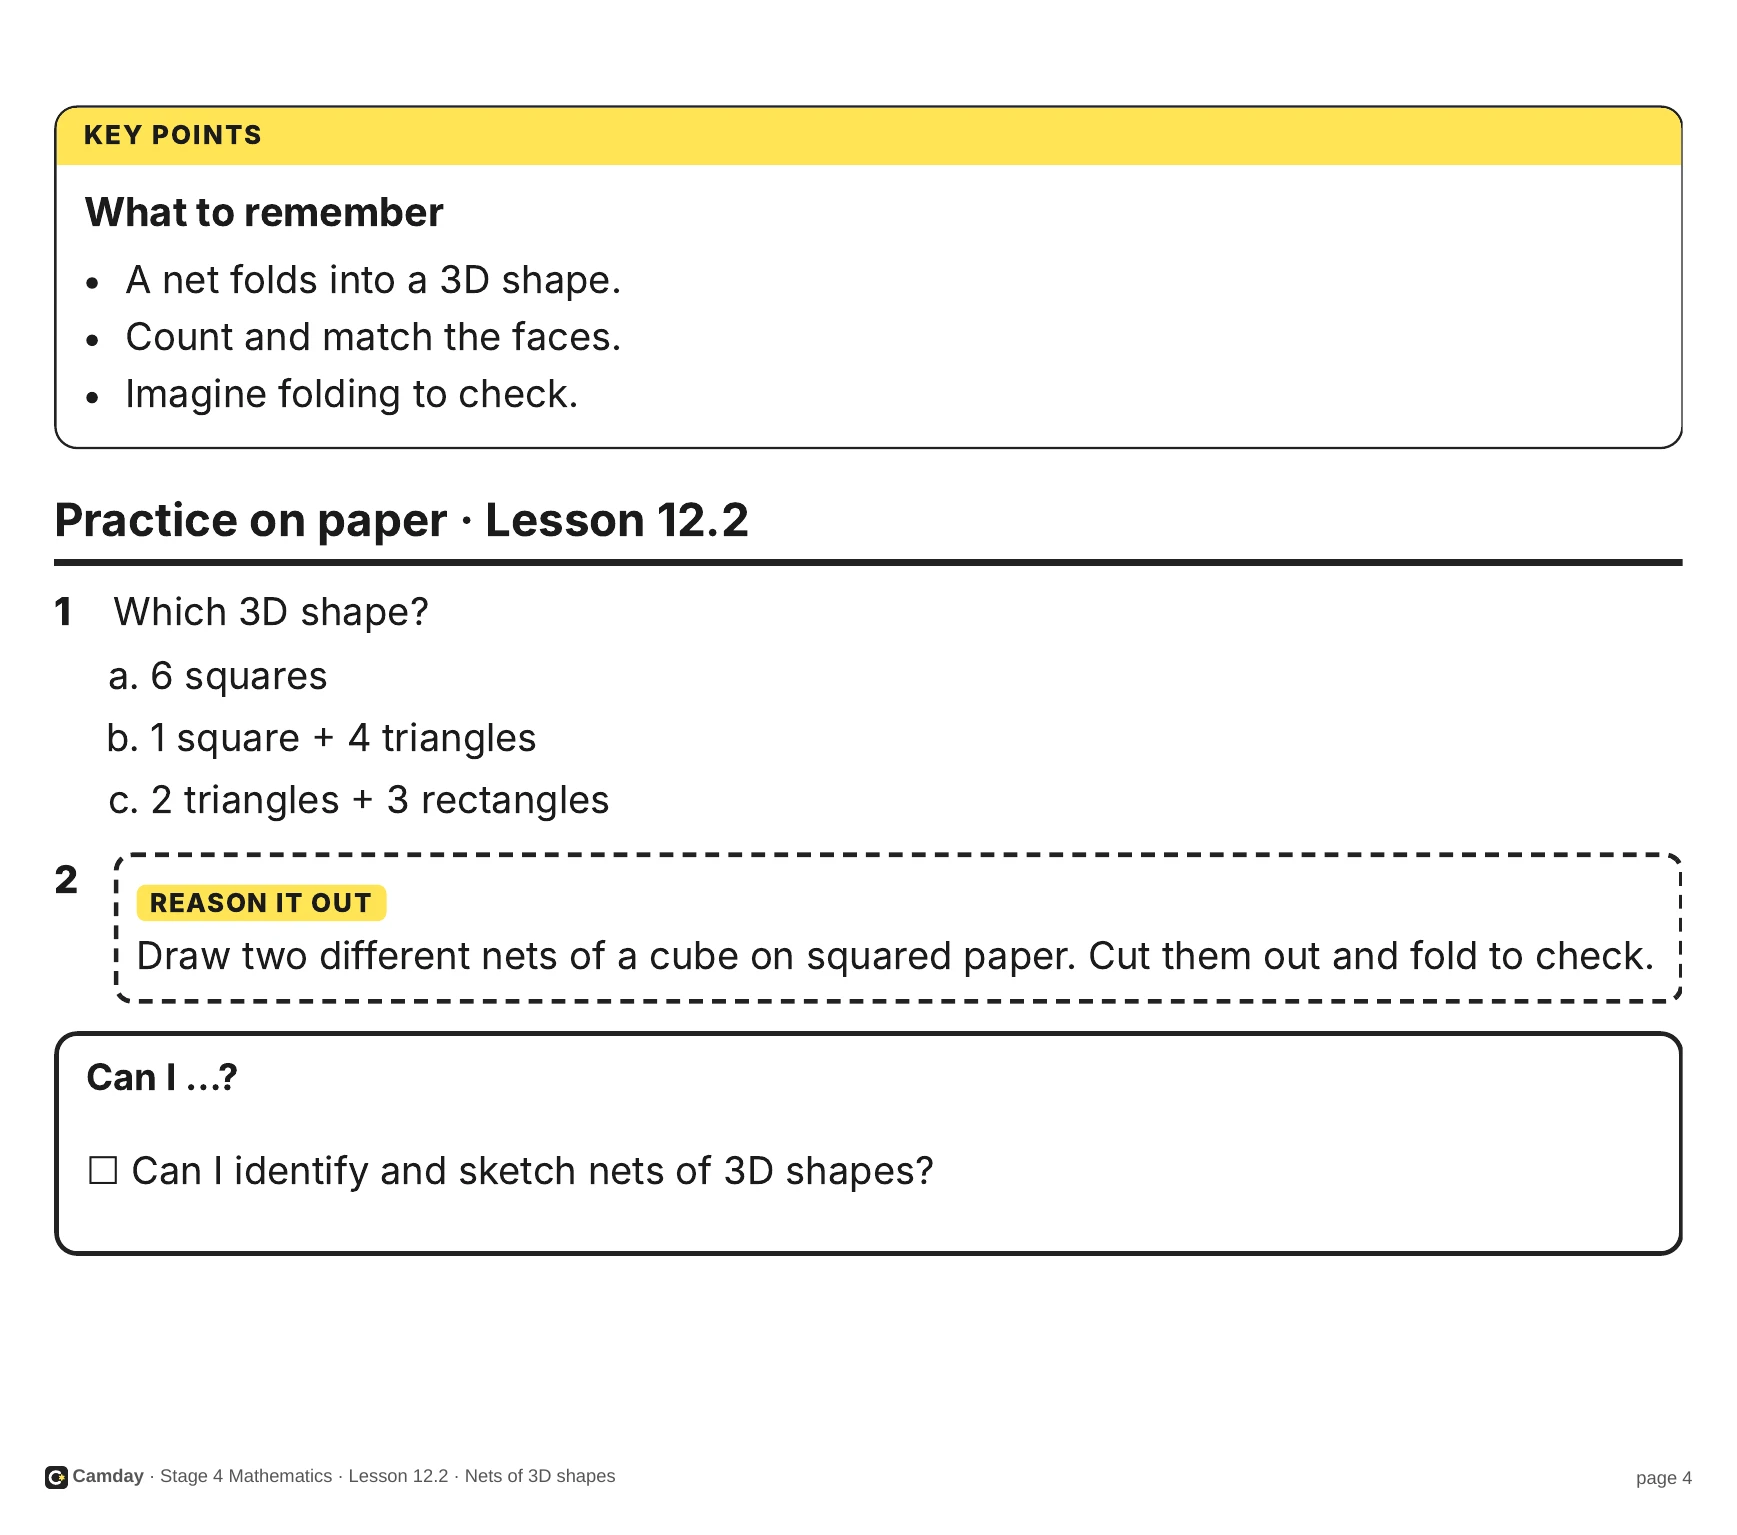 KEY POINTS
What to remember
• A net folds into a 3D shape.
• Count and match the faces.
• Imagine folding to check.
Practice on paper · Lesson 12.2
1 Which 3D shape?
a. 6 squares
b. 1 square + 4 triangles
c. 2 triangles + 3 rectangles
2
REASON IT OUT
Draw two different nets of a cube on squared paper. Cut them out and fold to check.
Can I …?
☐ Can I identify and sketch nets of 3D shapes?
Camday · Stage 4 Mathematics · Lesson 12.2 · Nets of 3D shapes
page 4